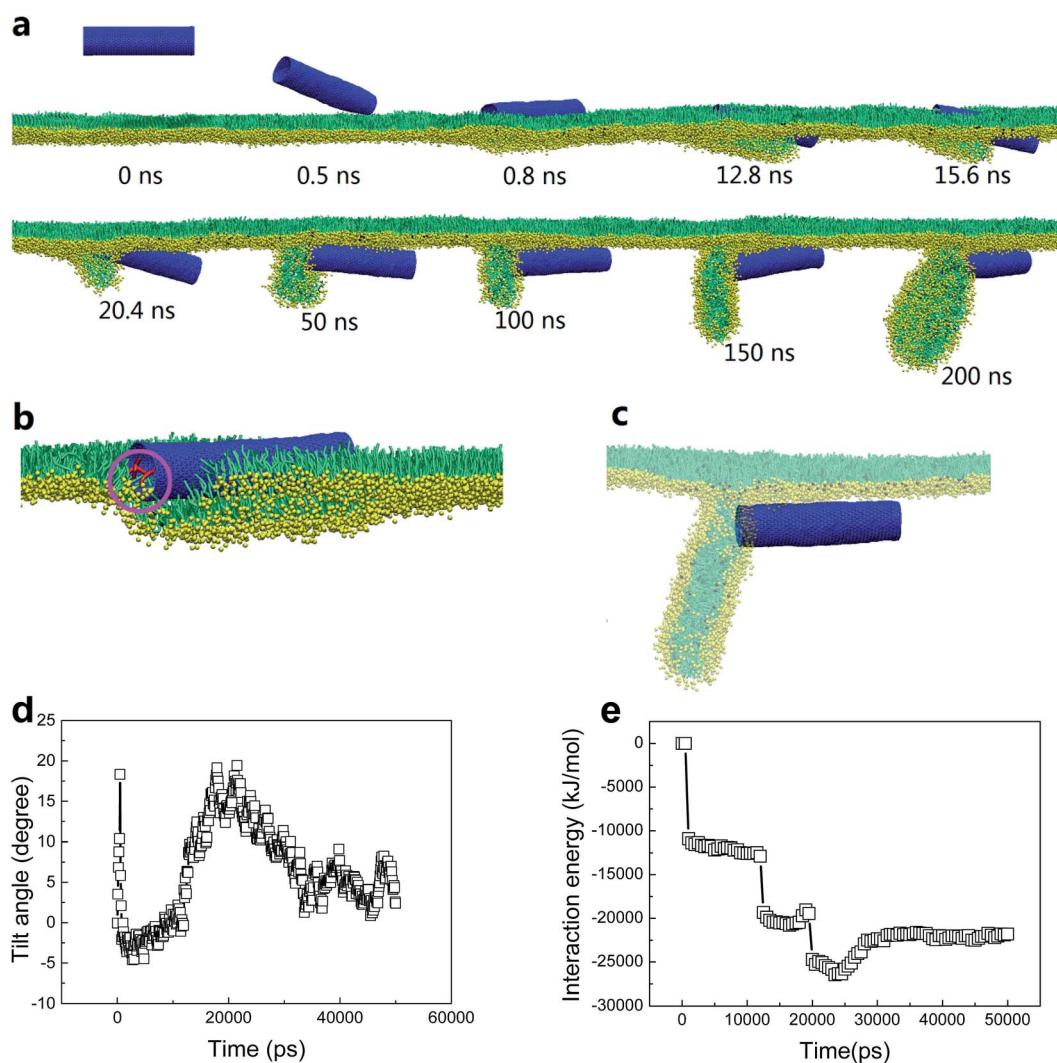 a
0 ns
0.5 ns
0.8 ns
12.8 ns
15.6 ns
20.4 ns
50 ns
100 ns
150 ns
200 ns
b
c
d
25
20
15
10
5
0
-5
-10
Tilt angle (degree)
0
20000
40000
60000
Time (ps)
e
0
-5000
-10000
-15000
-20000
-25000
-30000
Interaction energy (kJ/mol)
0
10000
20000
30000
40000
50000
Time(ps)